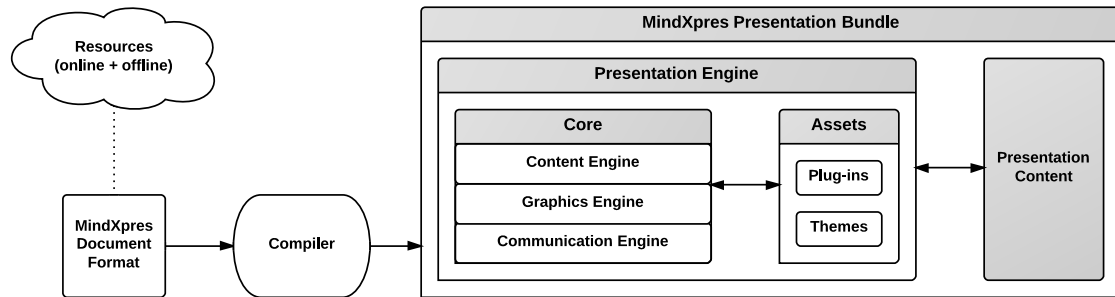 Resources
(online + offline)
MindXpres
Document
Format
Compiler
MindXpres Presentation Bundle
Presentation Engine
Core
Content Engine
Graphics Engine
Communication Engine
Assets
Plug-ins
Themes
Presentation
Content